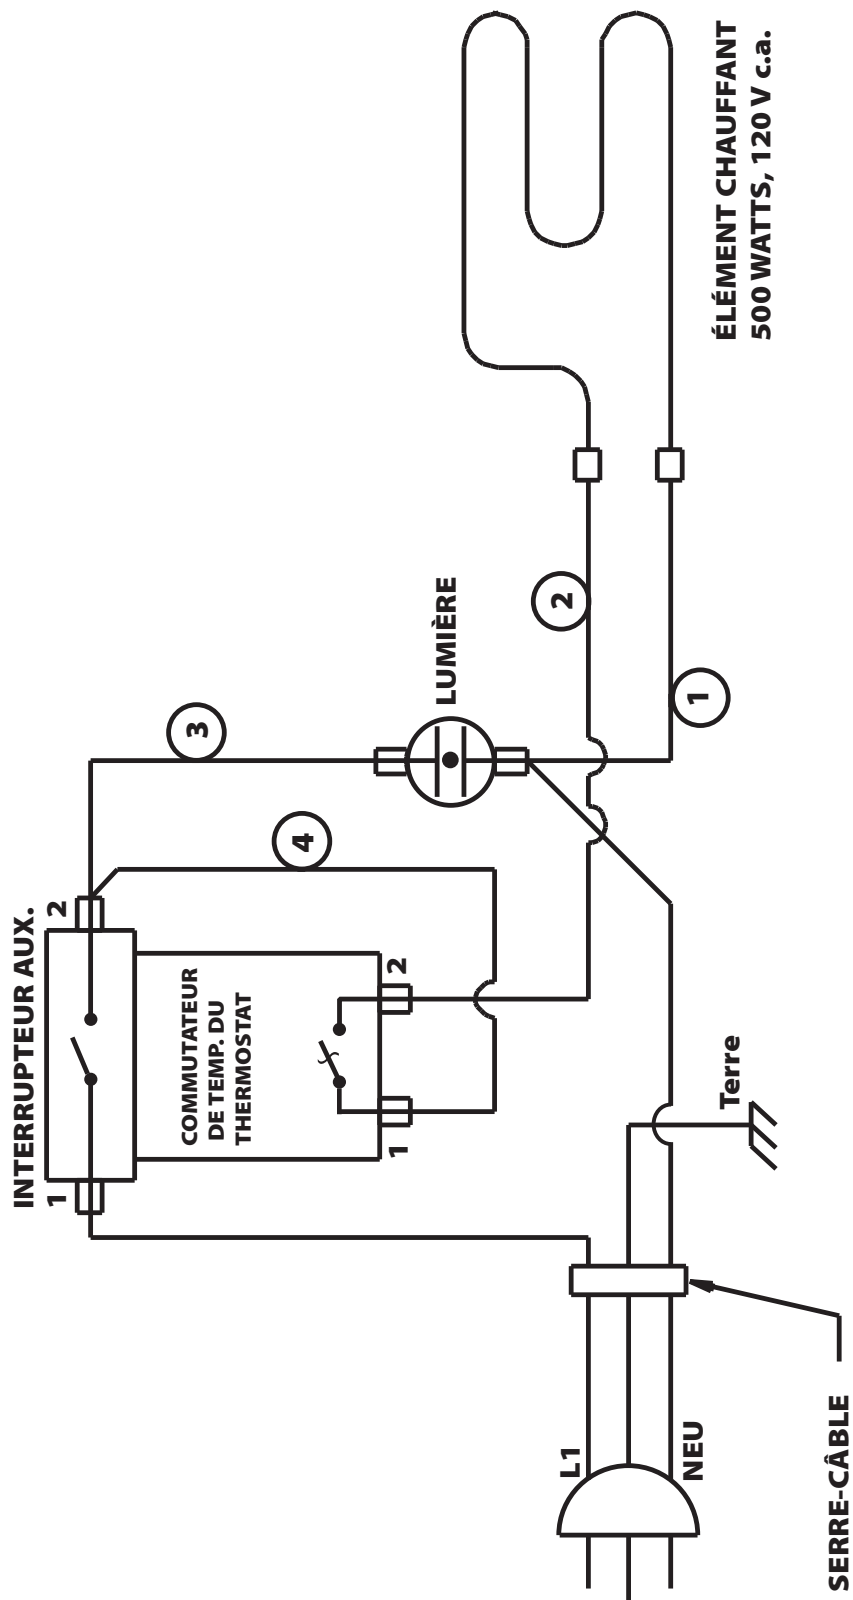 INTERRUPTEUR AUX.
1
2
COMMUTATEUR
DE TEMP. DU
THERMOSTAT
1
2
3
4
LUMIÈRE
2
1
ÉLÉMENT CHAUFFANT
500 WATTS, 120 V c.a.
L1
NEU
Terre
SERRE-CÂBLE